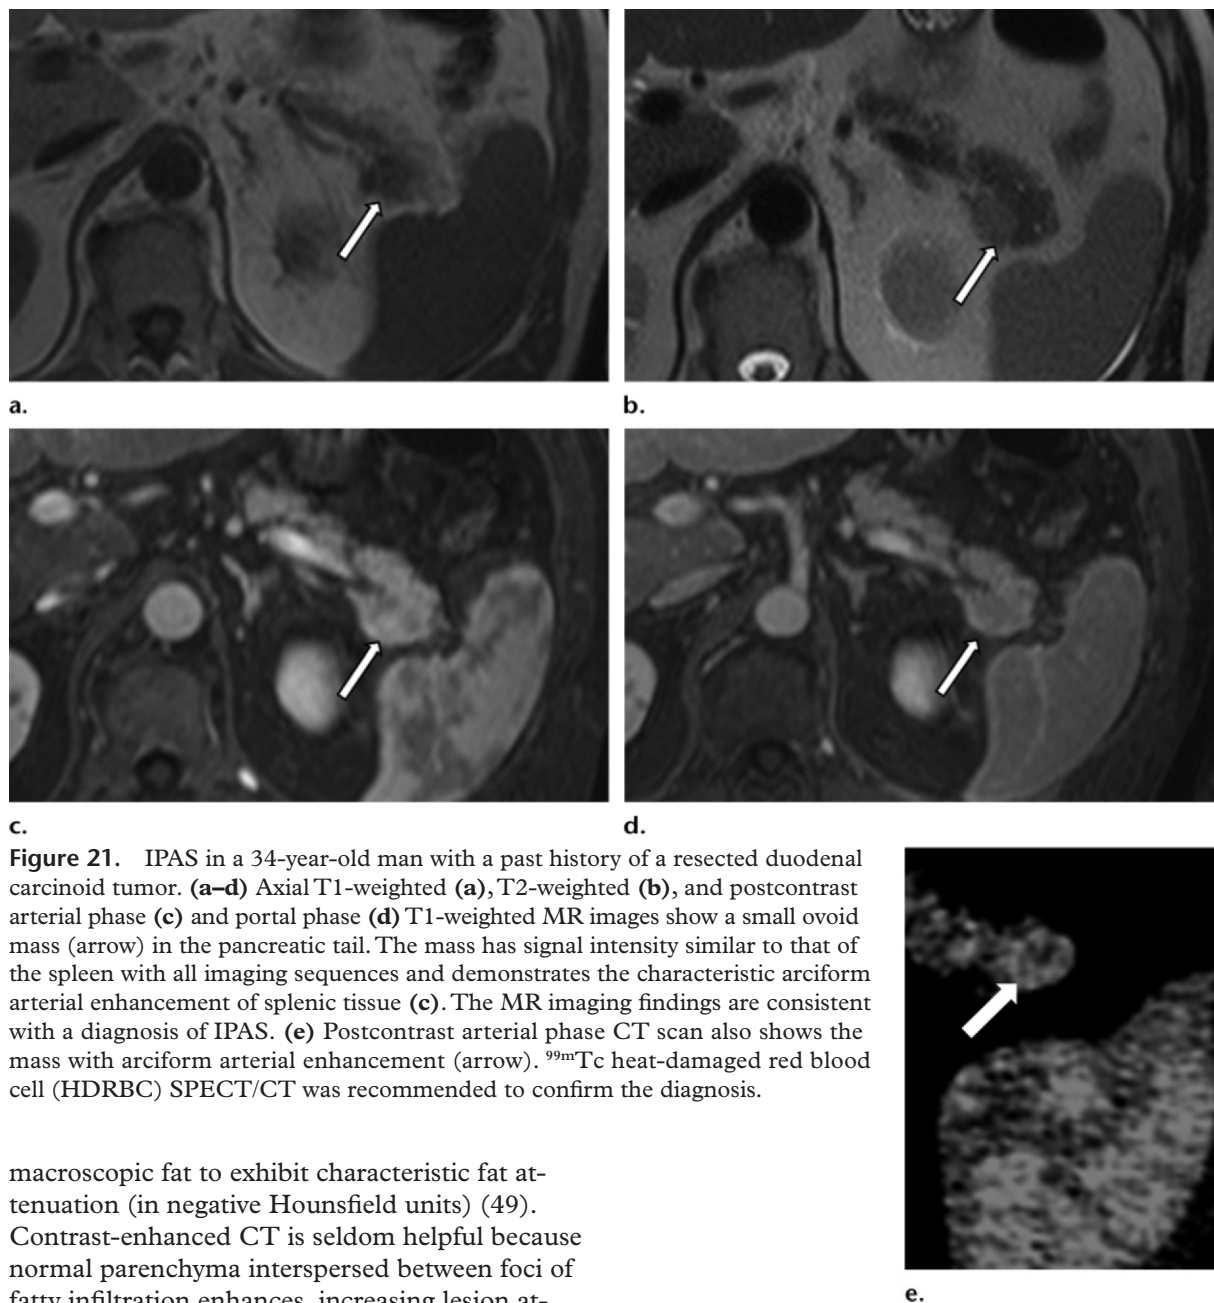 a.
b.
c.
d.
Figure 21. IPAS in a 34-year-old man with a past history of a resected duodenal
carcinoid tumor. (a–d) Axial T1-weighted (a), T2-weighted (b), and postcontrast
arterial phase (c) and portal phase (d) T1-weighted MR images show a small ovoid
mass (arrow) in the pancreatic tail. The mass has signal intensity similar to that of
the spleen with all imaging sequences and demonstrates the characteristic arciform
arterial enhancement of splenic tissue (c). The MR imaging findings are consistent
with a diagnosis of IPAS. (e) Postcontrast arterial phase CT scan also shows the
mass with arciform arterial enhancement (arrow). ⁹⁹ᵐTc heat-damaged red blood
cell (HDRBC) SPECT/CT was recommended to confirm the diagnosis.
macroscopic fat to exhibit characteristic fat at-
tenuation (in negative Hounsfield units) (49).
Contrast-enhanced CT is seldom helpful because
normal parenchyma interspersed between foci of
fatty infiltration enhances, increasing lesion at-
e.